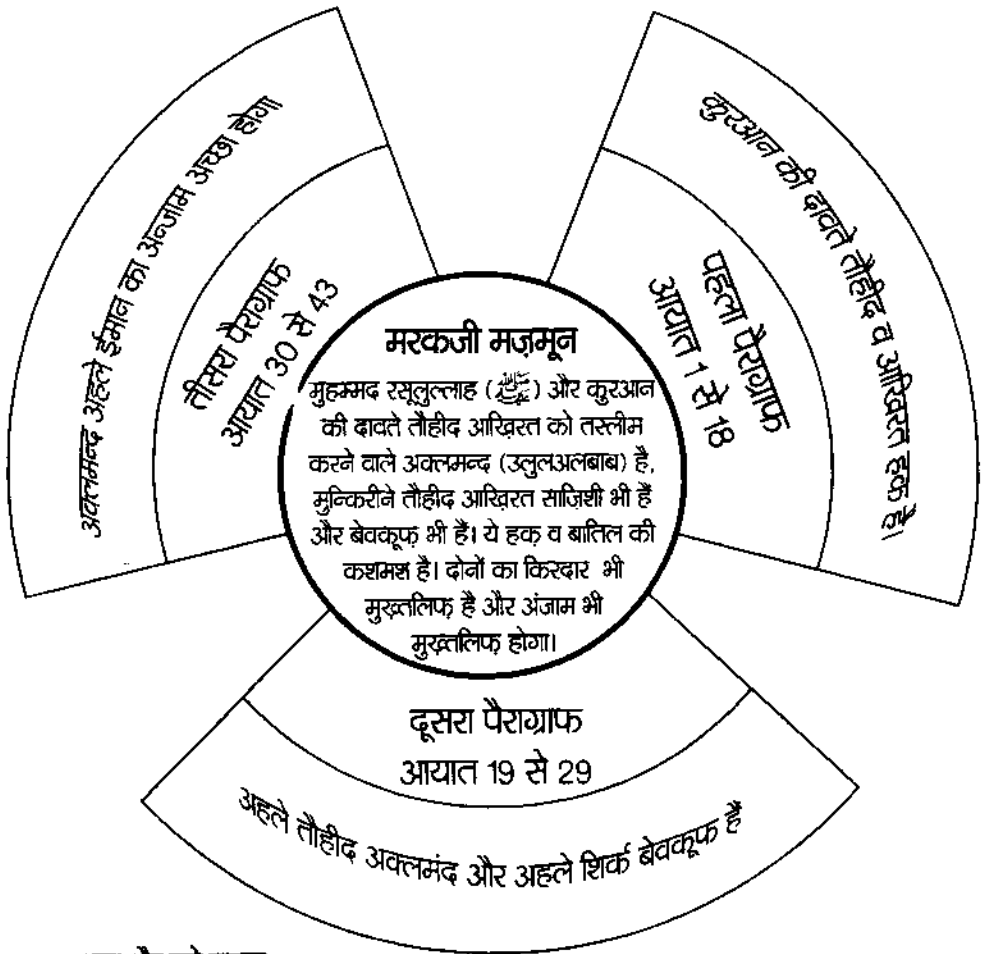 कुरआन की दावते तौहीद व आख़िरत हक़ है।
पहला पैराग्राफ
आयात 1 से 18
अक्लमन्द अहले ईमान का अन्जाम अच्छा होगा
तीसरा पैराग्राफ
आयात 30 से 43
मरकजी मज़मून
मुहम्मद रसूलुल्लाह (ﷺ) और कुरआन
की दावते तौहीद आख़िरत को तस्लीम
करने वाले अक्लमन्द (उलुलअलबाब) है,
मुन्किरीने तौहीद आख़िरत साज़िशी भी हैं
और बेवकूफ़ भी हैं। ये हक़ व बातिल की
कशमश है। दोनों का किरदार भी
मुख़्तलिफ़ है और अंजाम भी
मुख़्तलिफ़ होगा।
दूसरा पैराग्राफ
आयात 19 से 29
अहले तौहीद अक्लमंद और अहले शिर्क बेवकूफ हैं